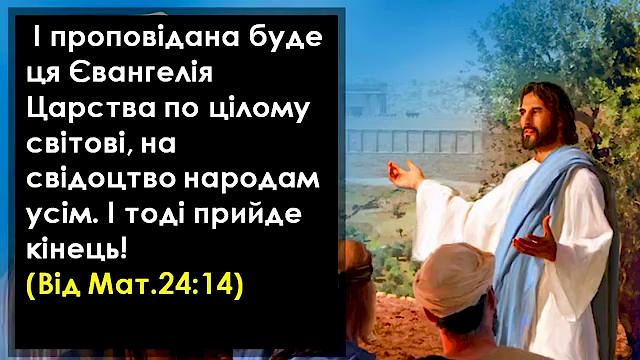 І проповідана буде
ця Євангелія
Царства по цілому
світові, на
свідоцтво народам
усім. І тоді прийде
кінець!
(Від Мат.24:14)